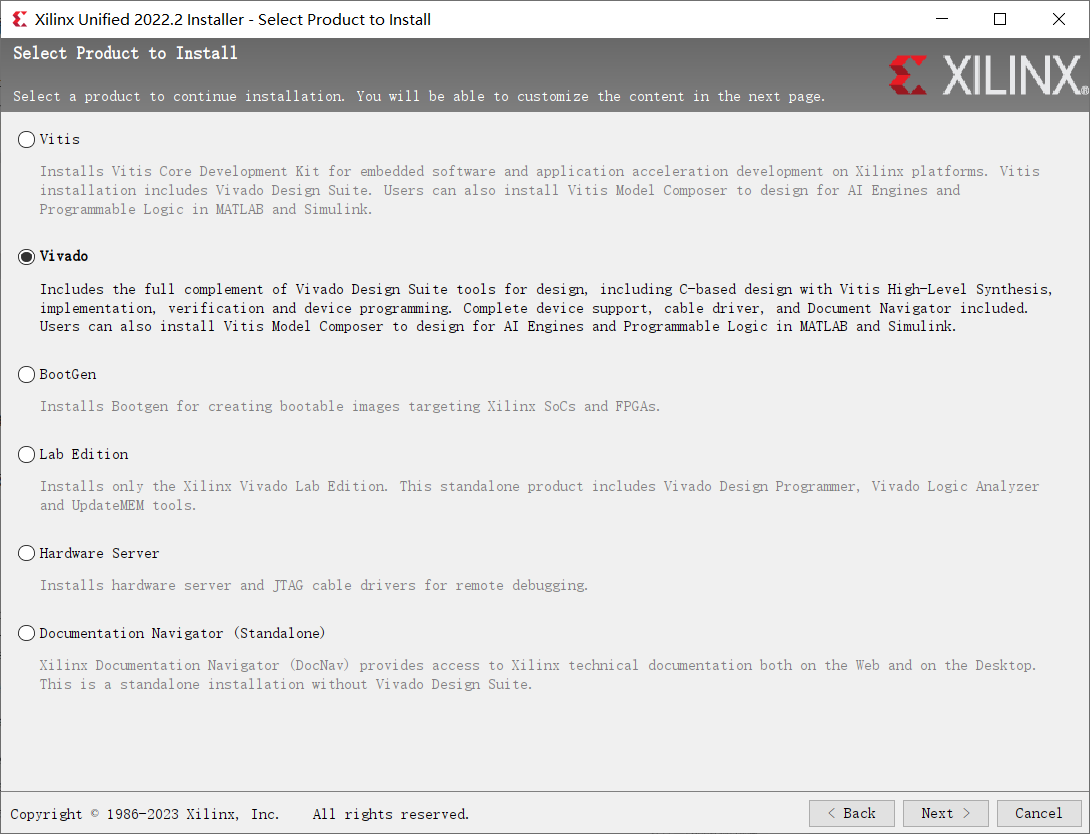 Xilinx Unified 2022.2 Installer - Select Product to Install
Select Product to Install
Select a product to continue installation. You will be able to customize the content in the next page.
XILINX®
Vitis
Installs Vitis Core Development Kit for embedded software and application acceleration development on Xilinx platforms. Vitis
installation includes Vivado Design Suite. Users can also install Vitis Model Composer to design for AI Engines and
Programmable Logic in MATLAB and Simulink.
Vivado
Includes the full complement of Vivado Design Suite tools for design, including C-based design with Vitis High-Level Synthesis,
implementation, verification and device programming. Complete device support, cable driver, and Document Navigator included.
Users can also install Vitis Model Composer to design for AI Engines and Programmable Logic in MATLAB and Simulink.
BootGen
Installs Bootgen for creating bootable images targeting Xilinx SoCs and FPGAs.
Lab Edition
Installs only the Xilinx Vivado Lab Edition. This standalone product includes Vivado Design Programmer, Vivado Logic Analyzer
and UpdateMEM tools.
Hardware Server
Installs hardware server and JTAG cable drivers for remote debugging.
Documentation Navigator (Standalone)
Xilinx Documentation Navigator (DocNav) provides access to Xilinx technical documentation both on the Web and on the Desktop.
This is a standalone installation without Vivado Design Suite.
Copyright © 1986-2023 Xilinx, Inc. All rights reserved.
< Back
Next >
Cancel